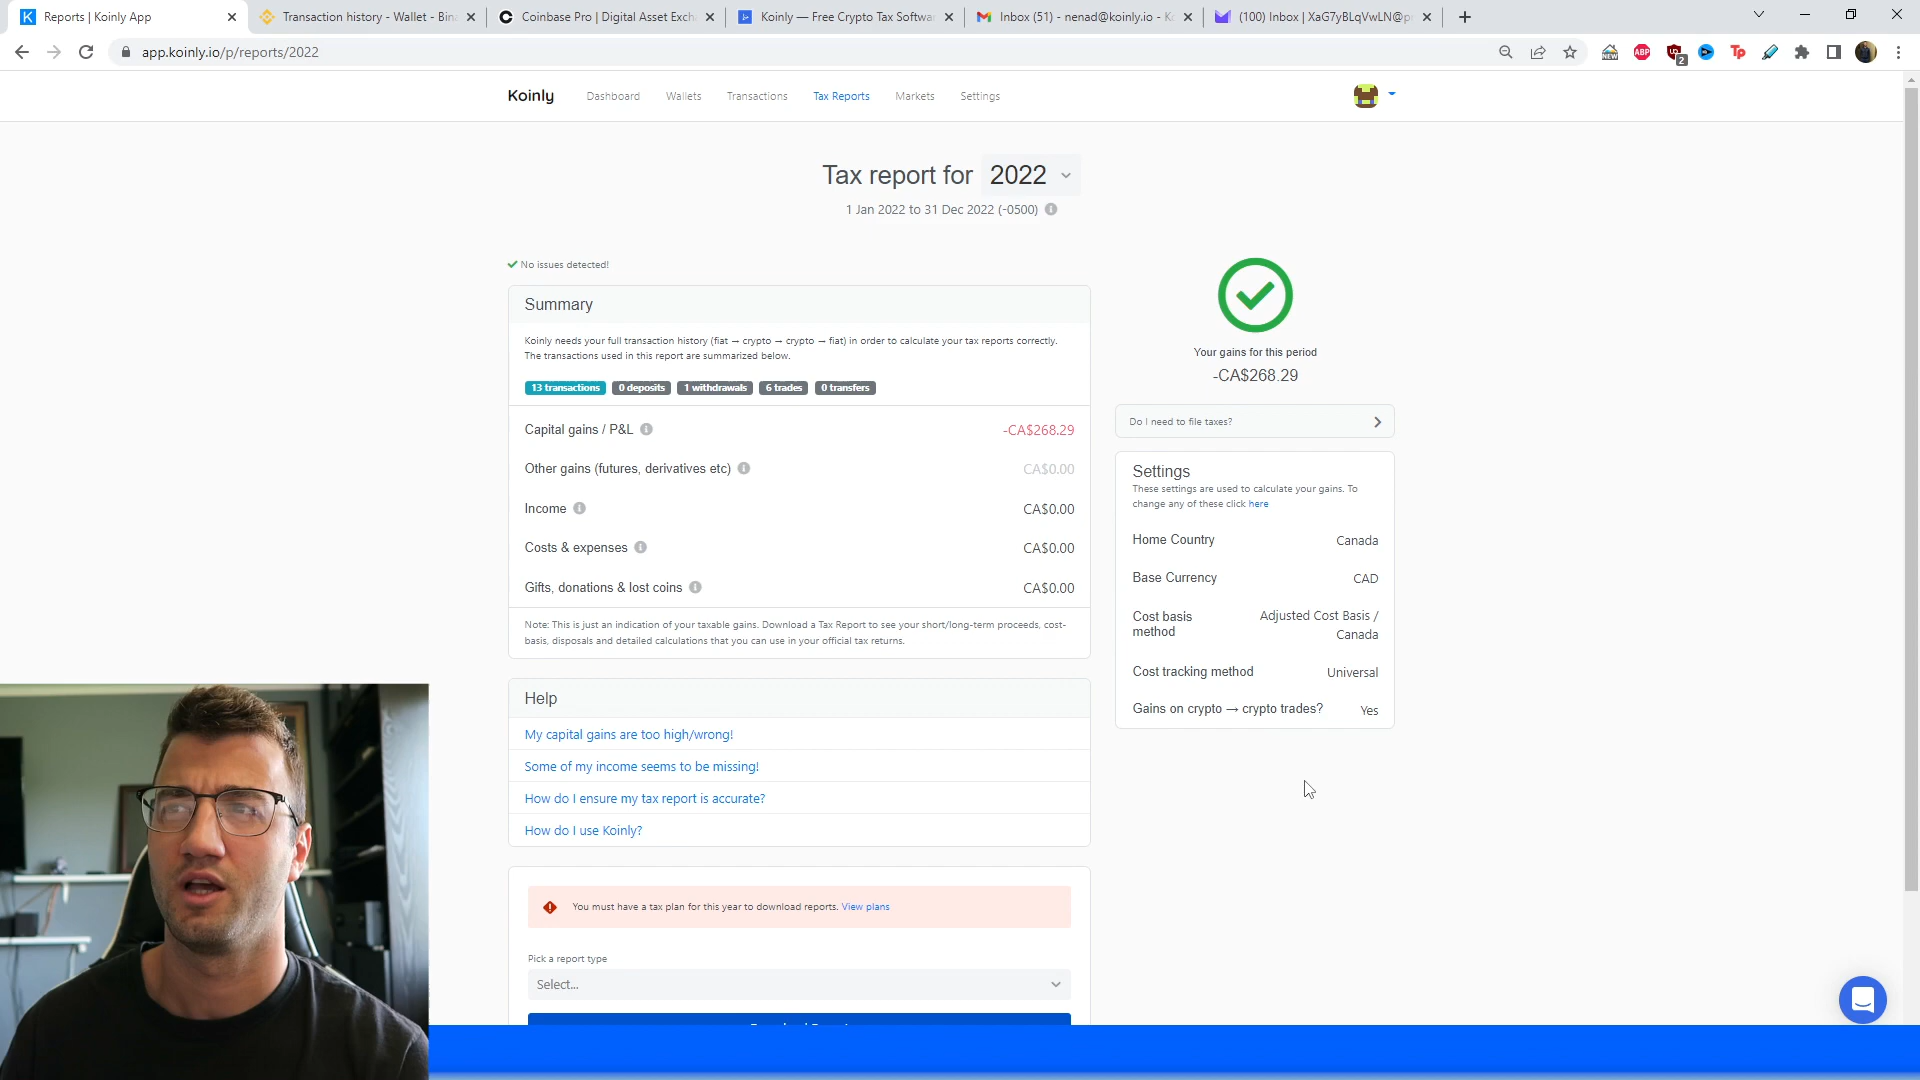 Reports | Koinly App
Transaction history - Wallet - Bin
Coinbase Pro | Digital Asset Exch
Koinly — Free Crypto Tax Softwar
Inbox (51) - nenad@koinly.io - K
(100) Inbox | XaG7yBLqVwLN@p
app.koinly.io/p/reports/2022
NEW
ABP
2
Tp
Koinly
Dashboard
Wallets
Transactions
Tax Reports
Markets
Settings
Tax report for 2022
1 Jan 2022 to 31 Dec 2022 (-0500)
No issues detected!
Summary
Koinly needs your full transaction history (fiat → crypto → crypto → fiat) in order to calculate your tax reports correctly.
The transactions used in this report are summarized below.
13 transactions
0 deposits
1 withdrawals
6 trades
0 transfers
Capital gains / P&L
-CA$268.29
Other gains (futures, derivatives etc)
CA$0.00
Income
CA$0.00
Costs & expenses
CA$0.00
Gifts, donations & lost coins
CA$0.00
Note: This is just an indication of your taxable gains. Download a Tax Report to see your short/long-term proceeds, cost-
basis, disposals and detailed calculations that you can use in your official tax returns.
Help
My capital gains are too high/wrong!
Some of my income seems to be missing!
How do I ensure my tax report is accurate?
How do I use Koinly?
You must have a tax plan for this year to download reports. View plans
Pick a report type
Select...
Your gains for this period
-CA$268.29
Do I need to file taxes?
Settings
These settings are used to calculate your gains. To
change any of these click here
Home Country
Canada
Base Currency
CAD
Cost basis
method
Adjusted Cost Basis /
Canada
Cost tracking method
Universal
Gains on crypto → crypto trades?
Yes